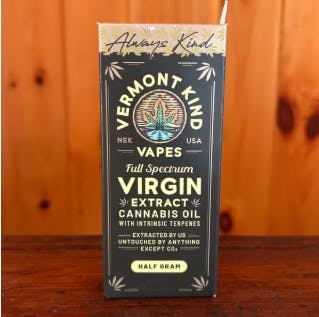 Always Kind
VERMONT KIND
NEK USA
VAPES
Full Spectrum
VIRGIN
EXTRACT
CANNABIS OIL
WITH INTRINSIC TERPENES
EXTRACTED BY US
UNTOUCHED BY ANYTHING
EXCEPT CO₂
HALF GRAM